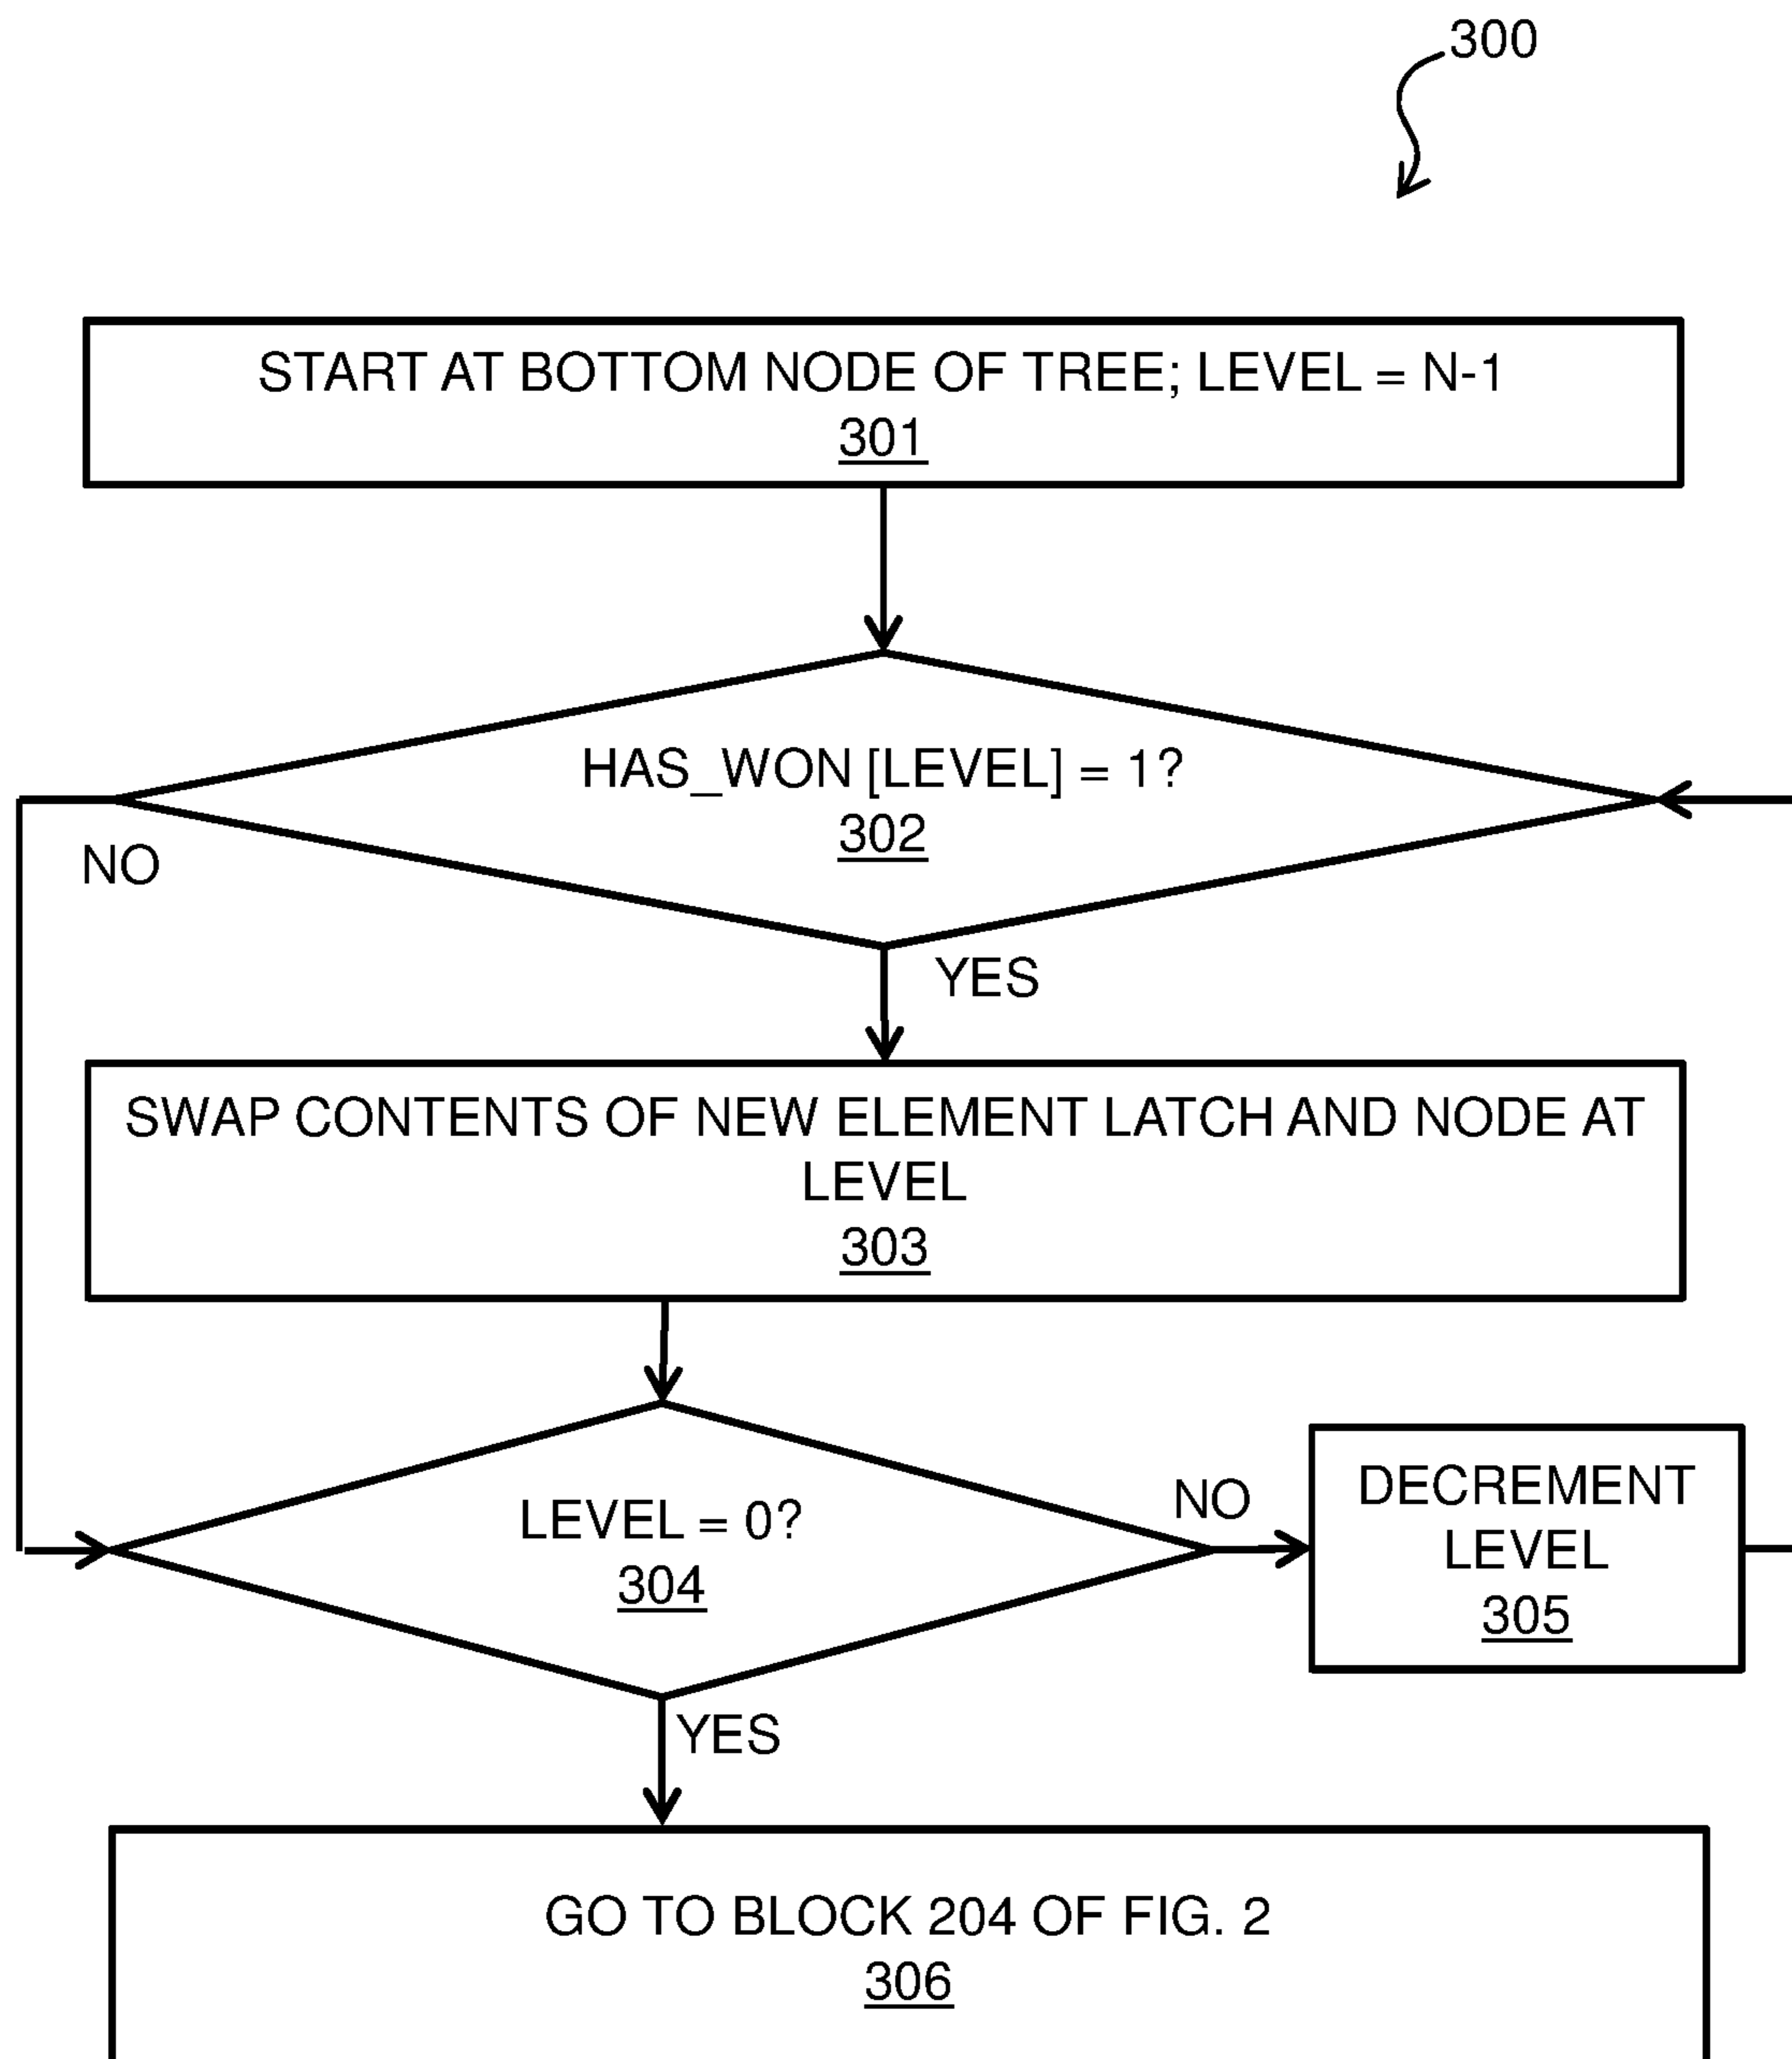 300
START AT BOTTOM NODE OF TREE; LEVEL = N-1
301
HAS_WON [LEVEL] = 1?
302
NO
YES
SWAP CONTENTS OF NEW ELEMENT LATCH AND NODE AT
LEVEL
303
LEVEL = 0?
304
NO
DECREMENT
LEVEL
305
YES
GO TO BLOCK 204 OF FIG. 2
306